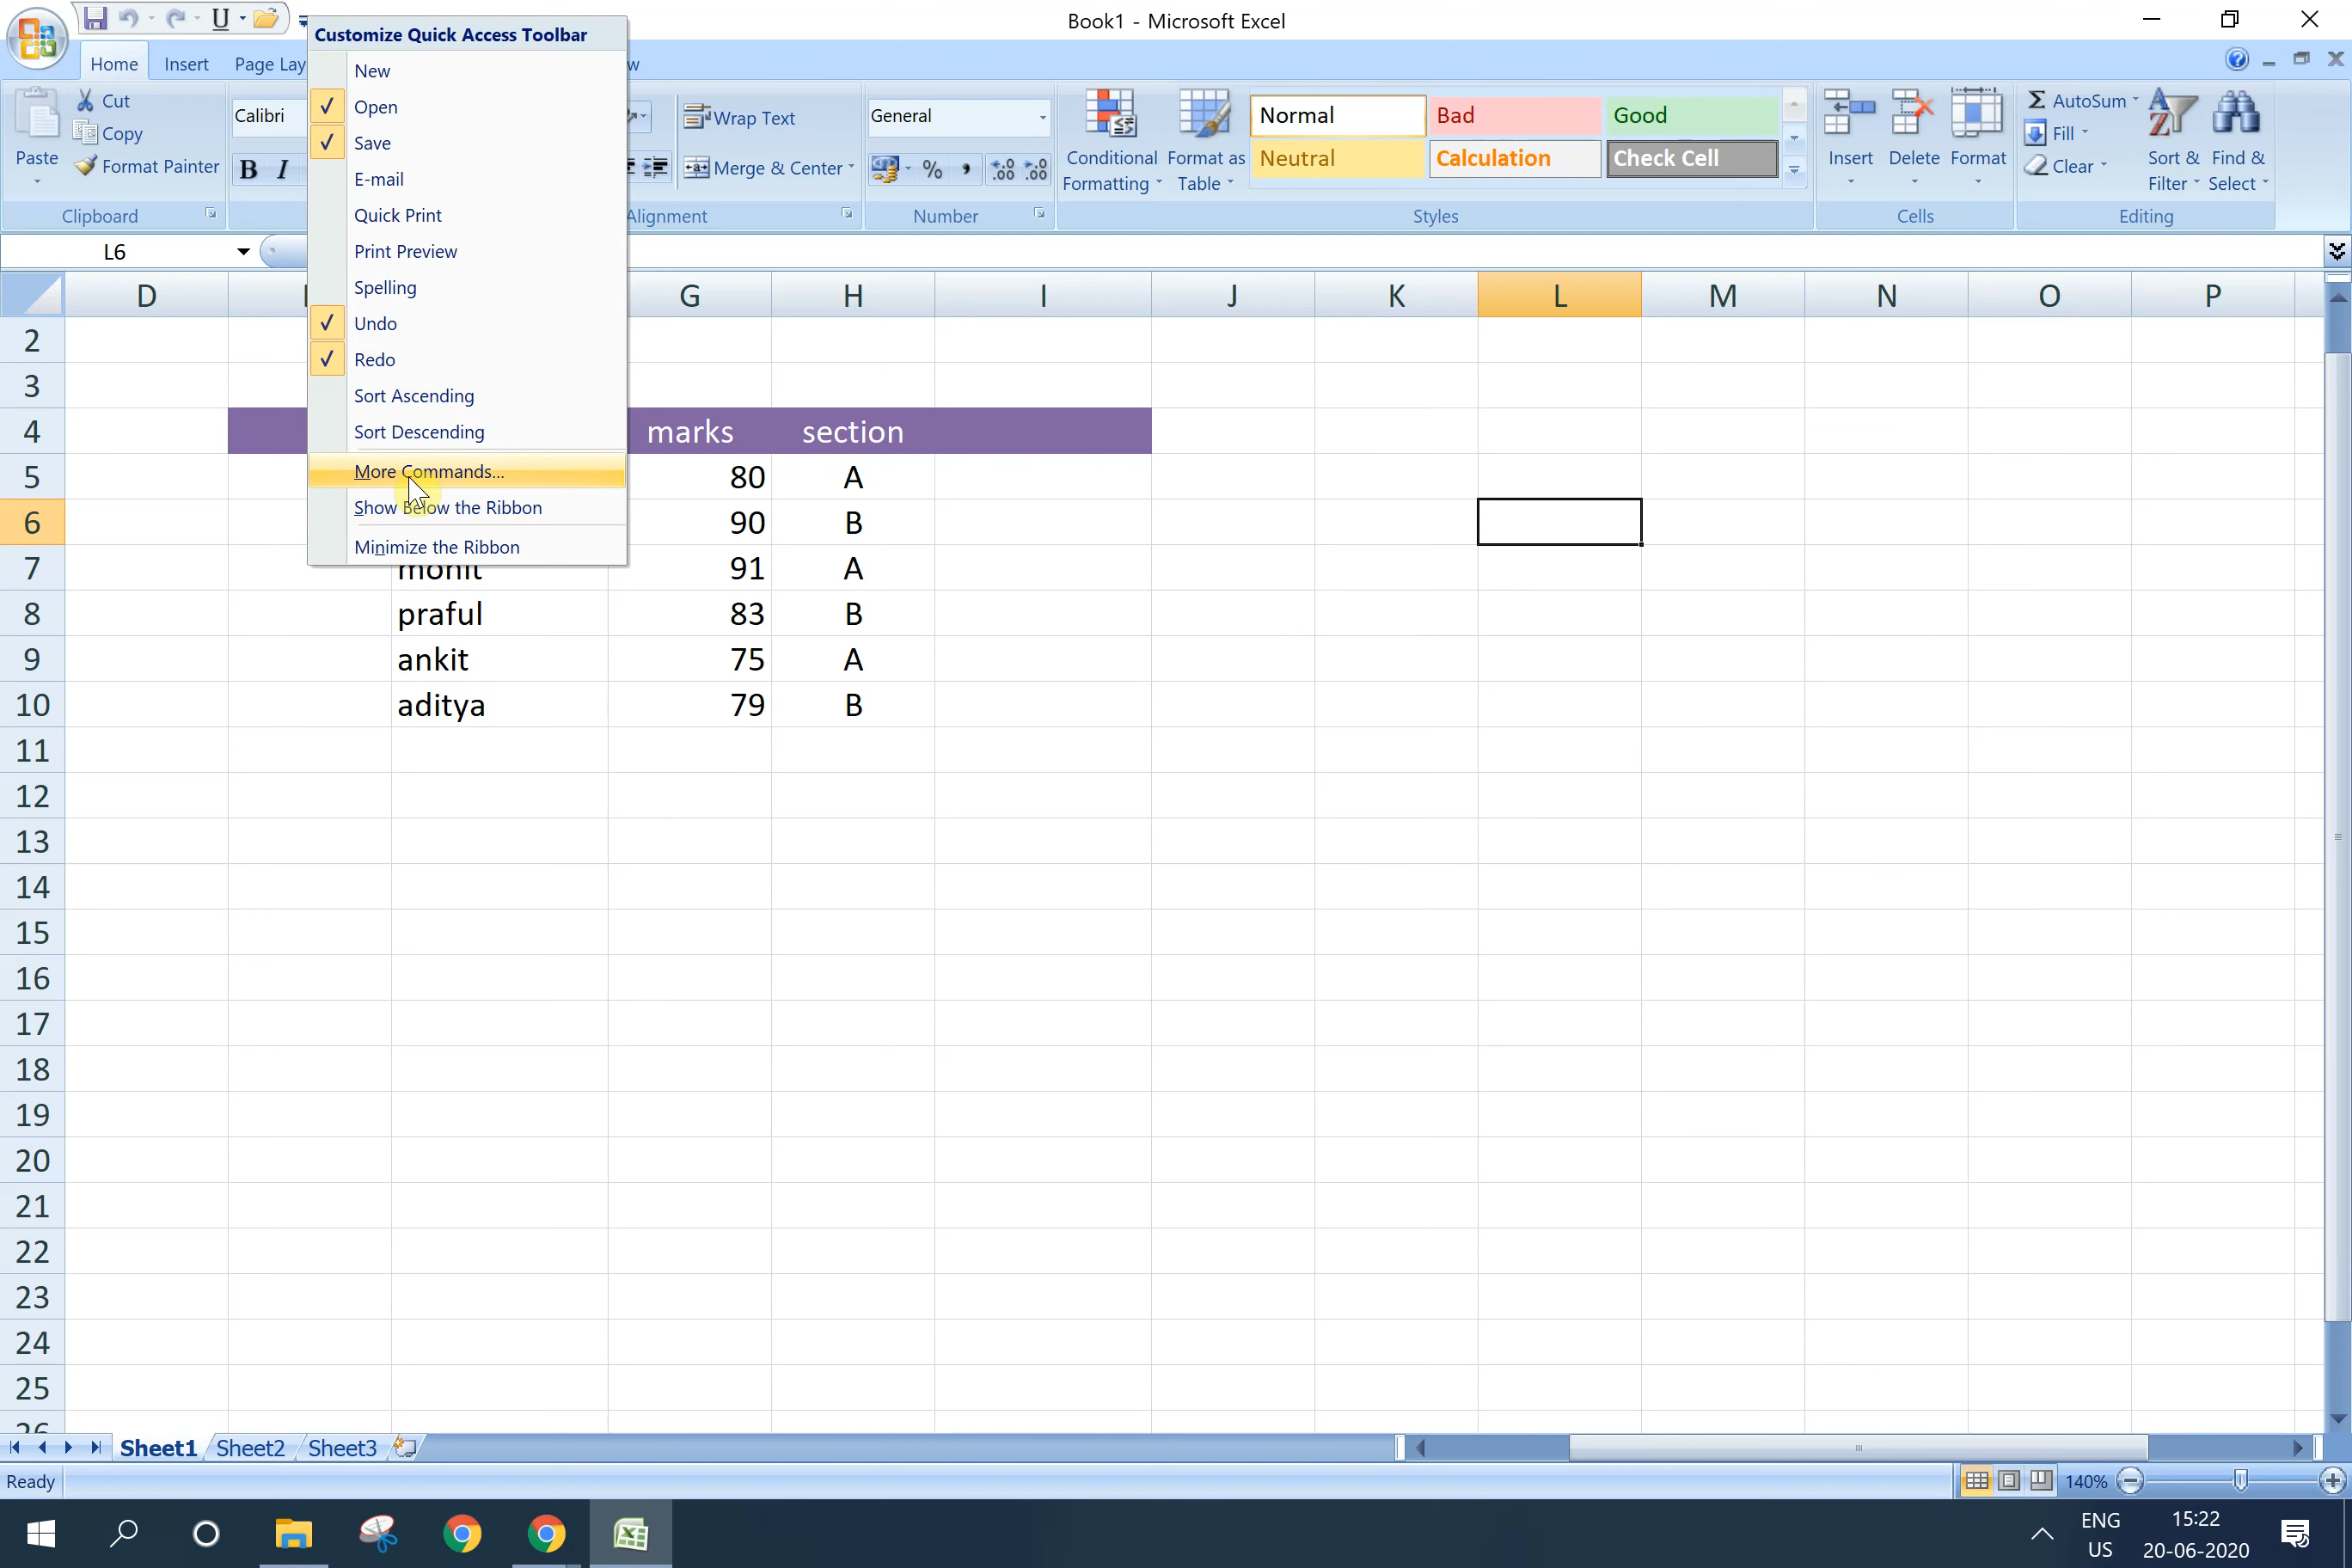 Book1 - Microsoft Excel
U
Customize Quick Access Toolbar
New
Open
Save
E-mail
Quick Print
Print Preview
Spelling
Undo
Redo
Sort Ascending
Sort Descending
More Commands...
Show Below the Ribbon
Minimize the Ribbon
Home Insert Page Lay
Paste
Cut
Copy
Format Painter
Clipboard
Calibri
B I
Wrap Text
Merge & Center
Alignment
General
% , .00 .00
Number
Conditional Formatting
Format as Table
Normal Bad Good
Neutral Calculation Check Cell
Styles
Insert Delete Format
Cells
Σ AutoSum
Fill
Clear
Sort & Filter
Find & Select
Editing
L6
D G H I J K L M N O P
2
3
4 marks section
5 80 A
6 90 B
7 mohit 91 A
8 praful 83 B
9 ankit 75 A
10 aditya 79 B
11
12
13
14
15
16
17
18
19
20
21
22
23
24
25
26
Sheet1 Sheet2 Sheet3
Ready 140%
ENG
US
15:22
20-06-2020